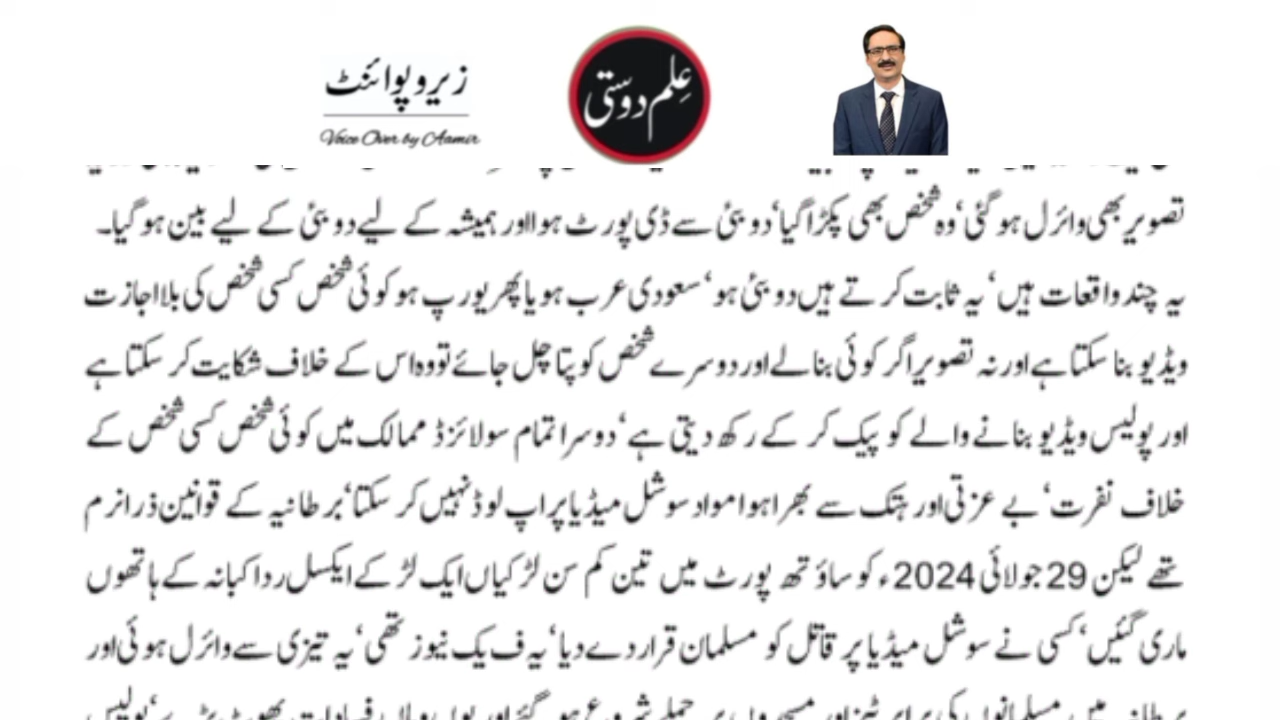 زیرو پوائنٹ
Voice Over by Aamir
علم دوستی
تصویر بھی وائرل ہو گئی‘ وہ شخص بھی پکڑا گیا‘ دوبئی سے ڈی پورٹ ہوا اور ہمیشہ کے لیے دوبئی کے لیے بین ہو گیا۔
یہ چند واقعات ہیں‘ یہ ثابت کرتے ہیں دوبئی ہو‘ سعودی عرب ہو یا پھر یورپ ہو کوئی شخص کسی شخص کی بلا اجازت
ویڈیو بنا سکتا ہے اور نہ تصویر اگر کوئی بنا لے اور دوسرے شخص کو پتا چل جائے تو وہ اس کے خلاف شکایت کر سکتا ہے
اور پولیس ویڈیو بنانے والے کو پیک کر کے رکھ دیتی ہے‘ دوسرا تمام سولائزڈ ممالک میں کوئی شخص کسی شخص کے
خلاف نفرت‘ بے عزتی اور ہتک سے بھرا ہوا مواد سوشل میڈیا پر اپ لوڈ نہیں کر سکتا‘ برطانیہ کے قوانین ذرا نرم
تھے لیکن 29 جولائی 2024ء کو ساؤتھ پورٹ میں تین کم سن لڑکیاں ایک لڑکے ایکسل ردا کبانہ کے ہاتھوں
ماری گئیں‘ کسی نے سوشل میڈیا پر قاتل کو مسلمان قرار دے دیا‘ یہ ف یک نیوز تھی‘ یہ تیزی سے وائرل ہوئی اور